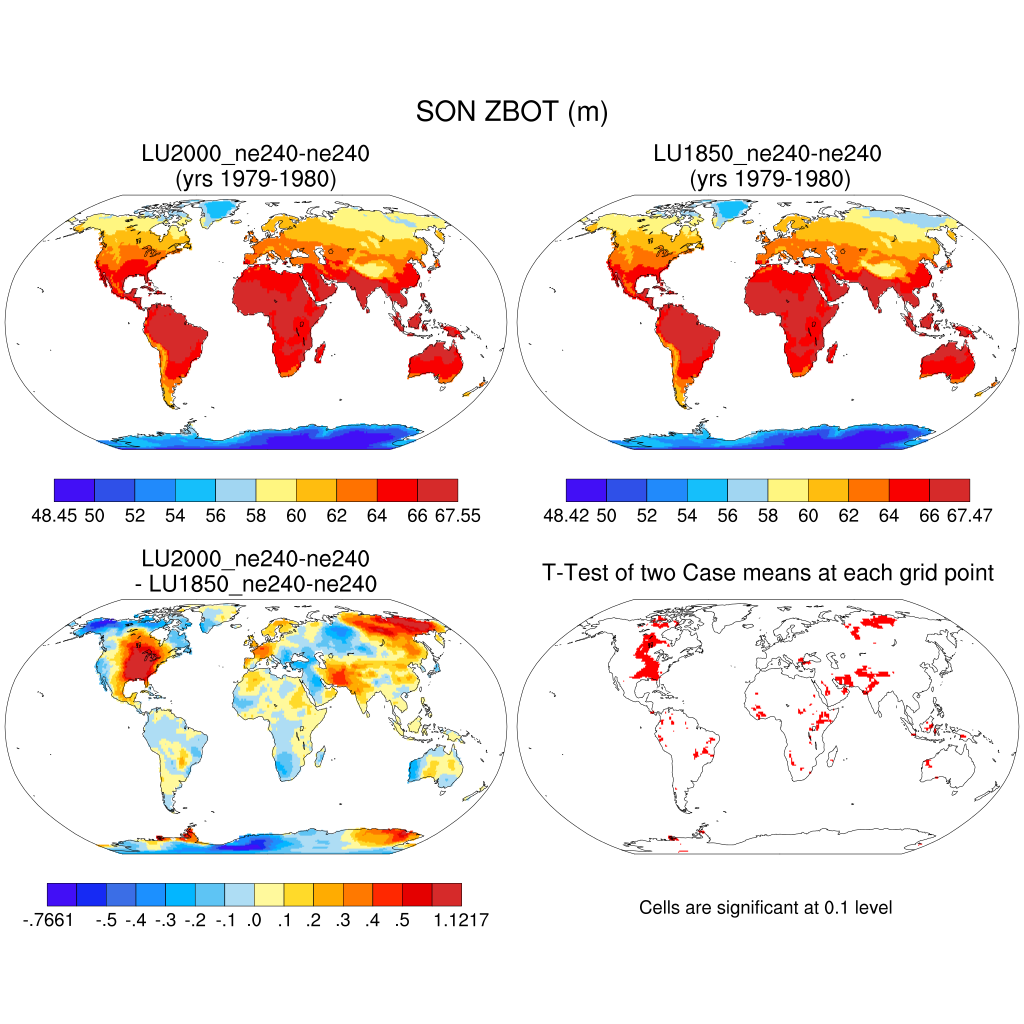 SON ZBOT (m)
LU2000_ne240-ne240
(yrs 1979-1980)
LU1850_ne240-ne240
(yrs 1979-1980)
48.45 50 52 54 56 58 60 62 64 66 67.55
48.42 50 52 54 56 58 60 62 64 66 67.47
LU2000_ne240-ne240
- LU1850_ne240-ne240
T-Test of two Case means at each grid point
-.7661 -.5 -.4 -.3 -.2 -.1 .0 .1 .2 .3 .4 .5 1.1217
Cells are significant at 0.1 level